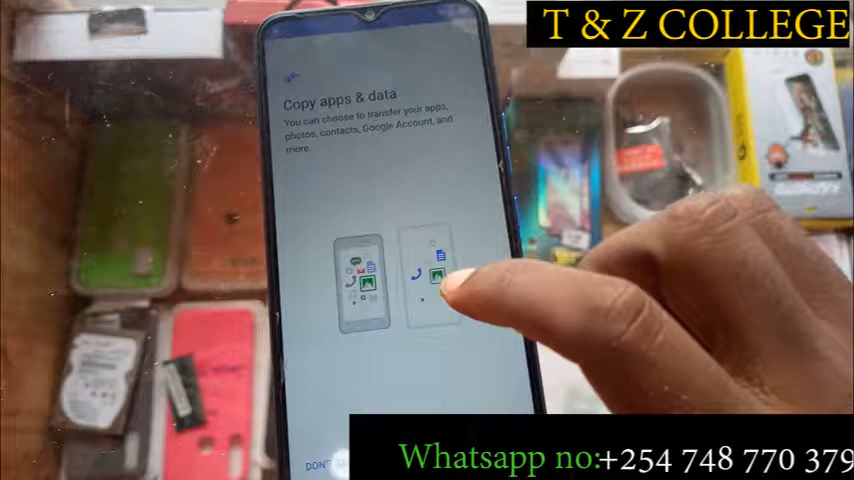 T & Z COLLEGE
Copy apps & data
You can choose to transfer your apps,
photos, contacts, Google Account, and
more.
DON'T
Whatsapp no:+254 748 770 379